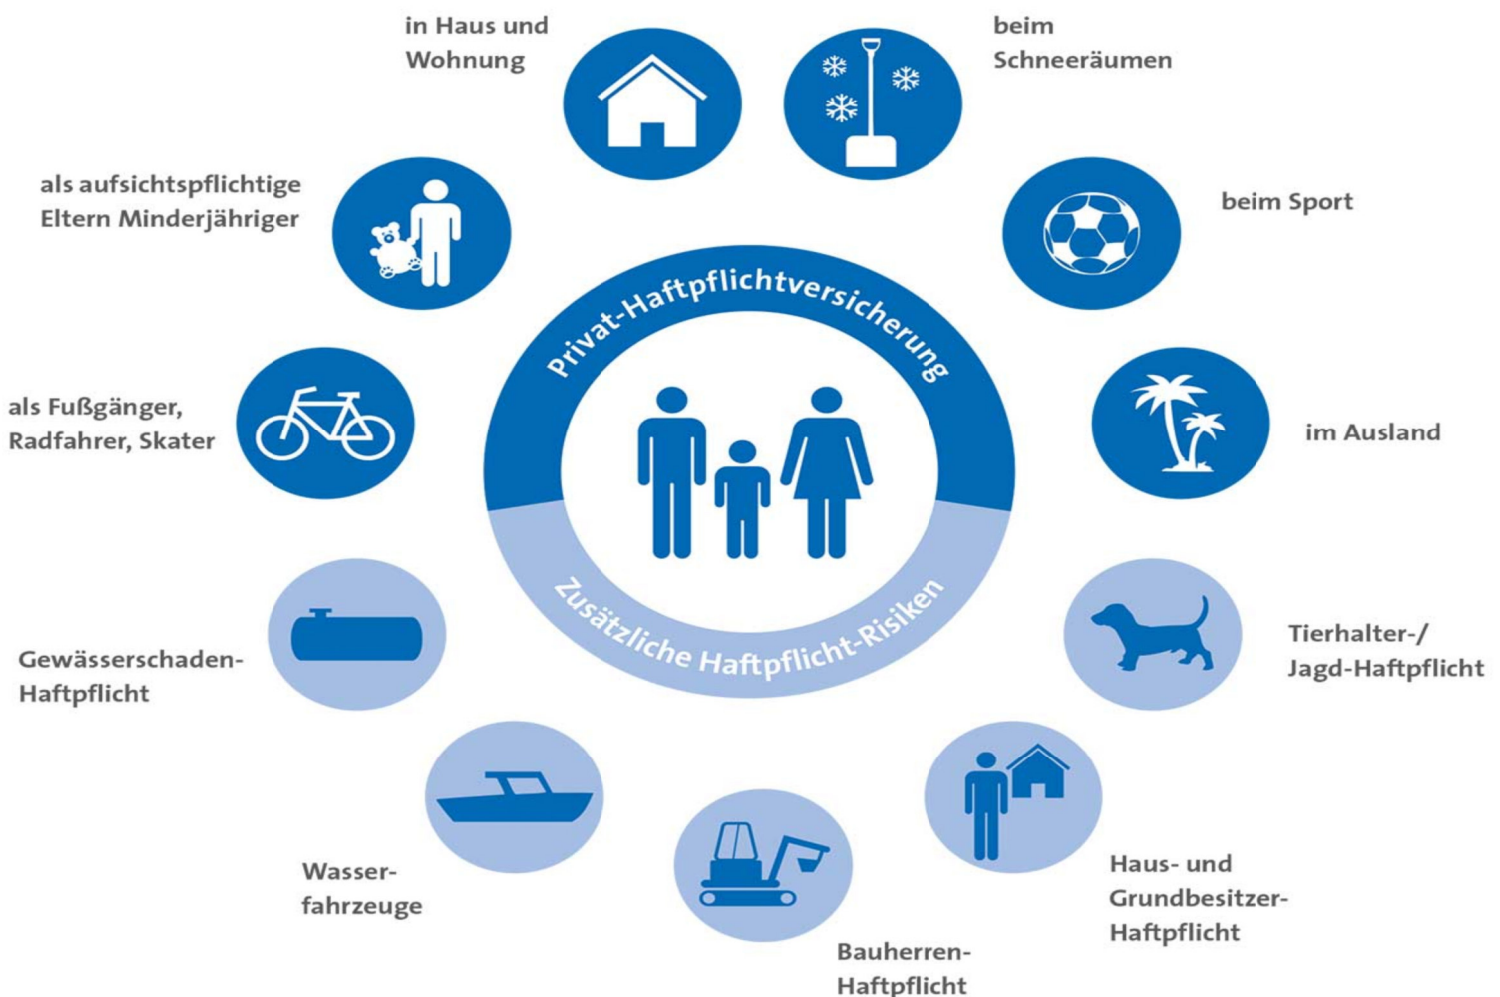 in Haus und
Wohnung
beim
Schneeräumen
als aufsichtspflichtige
Eltern Minderjähriger
beim Sport
Privat-Haftpflichtversicherung
als Fußgänger,
Radfahrer, Skater
im Ausland
Zusätzliche Haftpflicht-Risiken
Gewässerschaden-
Haftpflicht
Tierhalter-/
Jagd-Haftpflicht
Wasser-
fahrzeuge
Haus- und
Grundbesitzer-
Haftpflicht
Bauherren-
Haftpflicht